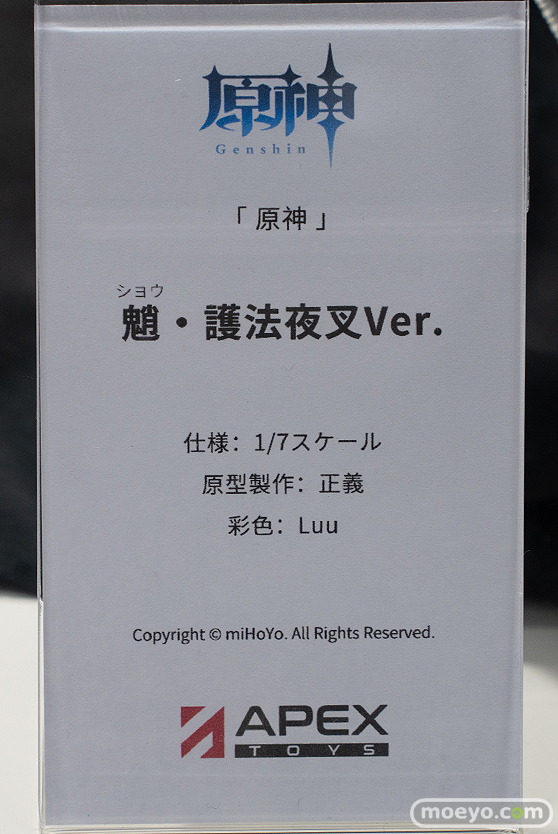 原神
Genshin
「 原神 」
ショウ
魈・護法夜叉Ver.
仕様：1/7スケール
原型製作：正義
彩色：Luu
Copyright © miHoYo. All Rights Reserved.
APEX
TOYS
moeyo.com